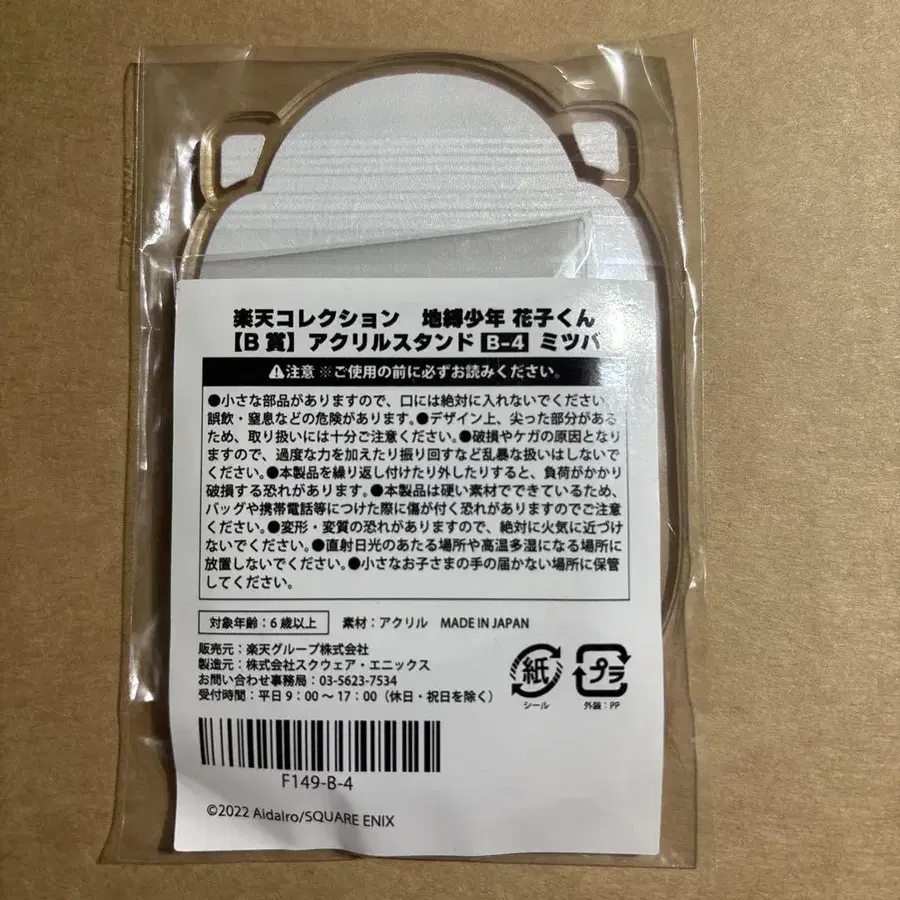 楽天コレクション 地縛少年 花子くん
【B賞】アクリルスタンド B-4 ミツバ
⚠注意 ※ご使用の前に必ずお読みください。
●小さな部品がありますので、口には絶対に入れないでください。
誤飲・窒息などの危険があります。●デザイン上、尖った部分がある
ため、取り扱いには十分ご注意ください。●破損やケガの原因となり
ますので、過度な力を加えたり振り回すなど乱暴な扱いはしないで
ください。●本製品を繰り返し付けたり外したりすると、負荷がかかり
破損する恐れがあります。●本製品は硬い素材でできているため、
バッグや携帯電話等につけた際に傷が付く恐れがありますのでご注意
ください。●変形・変質の恐れがありますので、絶対に火気に近づけ
ないでください。●直射日光のあたる場所や高温多湿になる場所に
放置しないでください。●小さなお子さまの手の届かない場所に保管
してください。
対象年齢：6歳以上 素材：アクリル MADE IN JAPAN
販売元：楽天グループ株式会社
製造元：株式会社スクウェア・エニックス
お問い合わせ事務局：03-5623-7534
受付時間：平日9：00～17：00（休日・祝日を除く）
紙 プラ
シール 外装：PP
F149-B-4
©2022 AidaIro/SQUARE ENIX